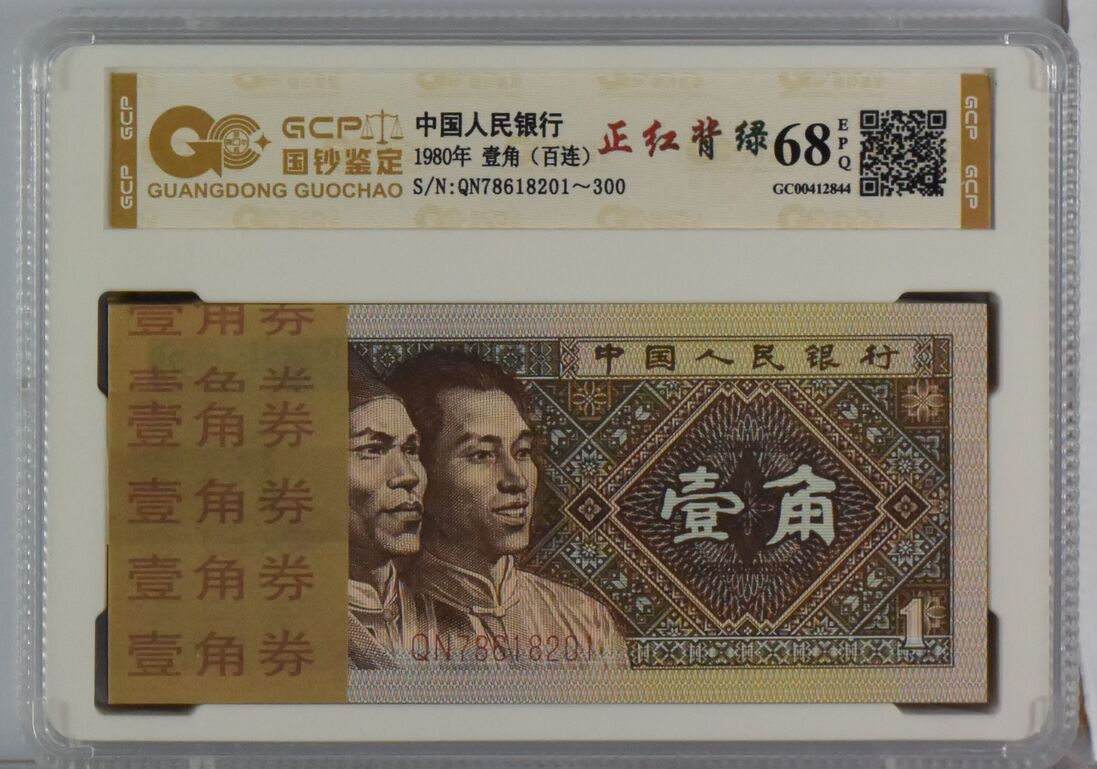 GCP
GCP
GCP国钞鉴定
GUANGDONG GUOCHAO
中国人民银行
1980年 壹角（百连）
S/N:QN78618201～300
正红背绿
68
EPQ
GC00412844
GCP
GCP
壹角券
壹角券
壹角券
壹角券
壹角券
壹角券
中国人民银行
壹角
QN78618201
1